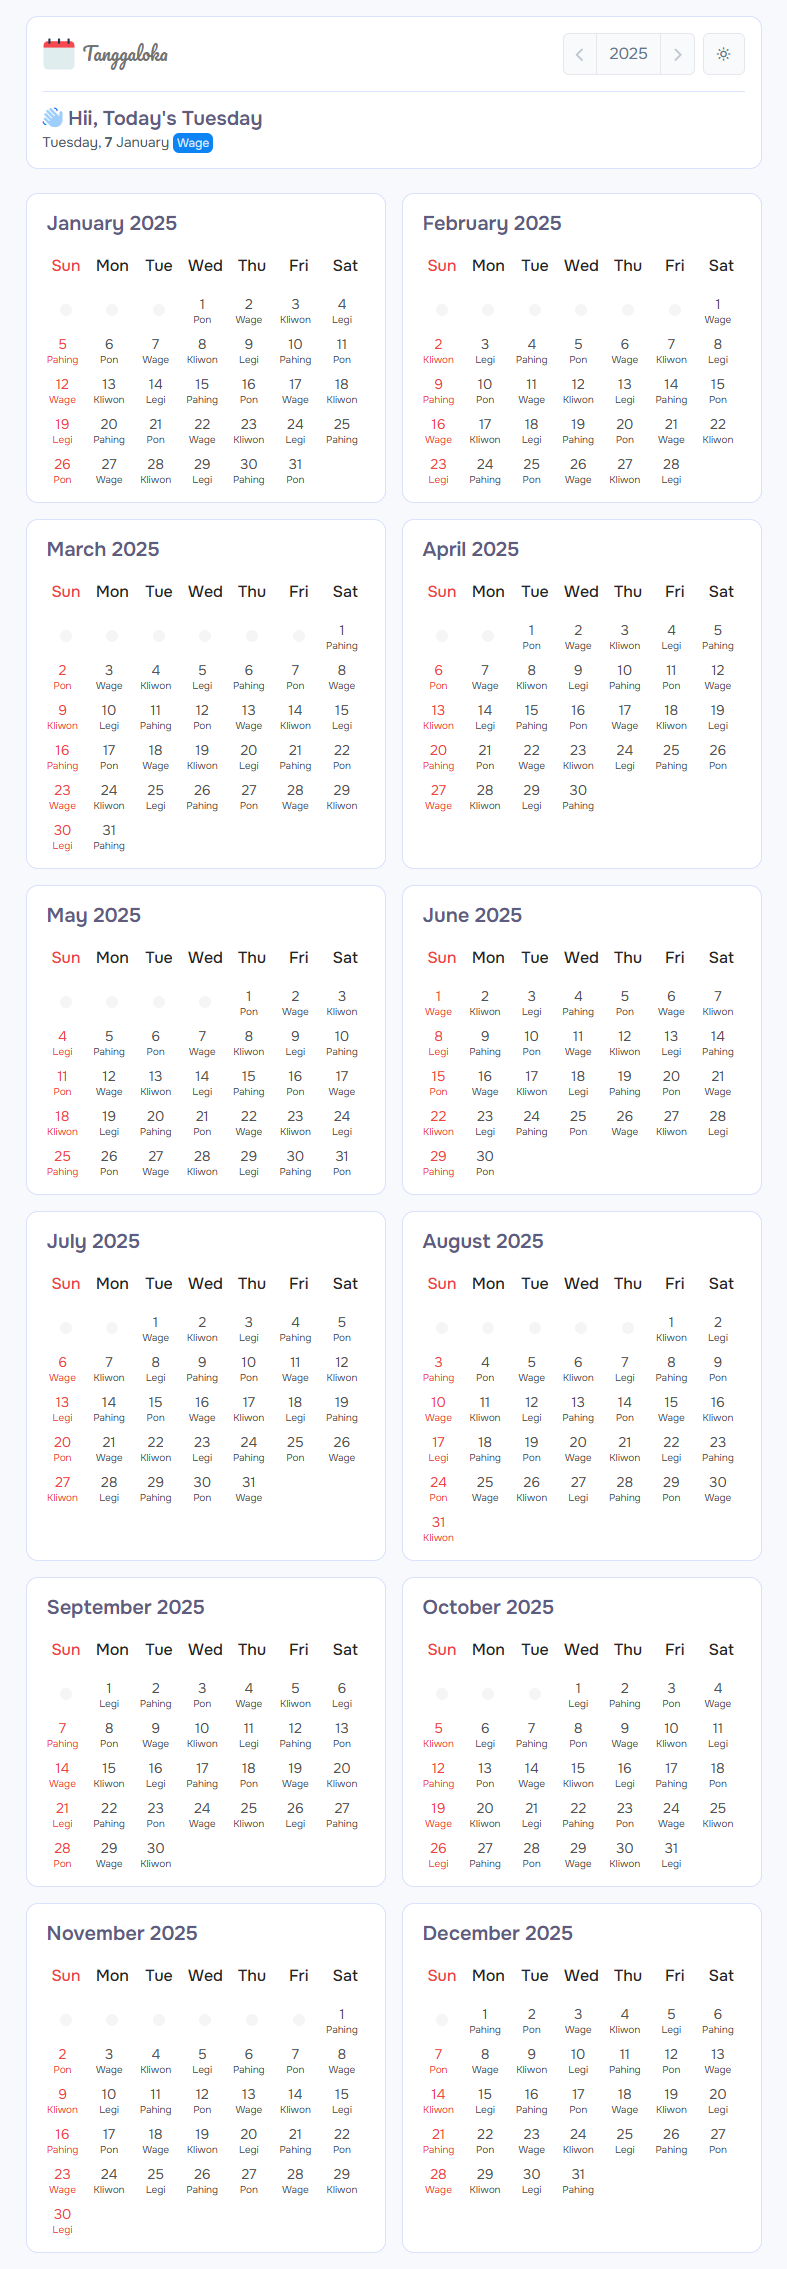 Tanggaloka
2025
Hii, Today's Tuesday
Tuesday, 7 January Wage
January 2025
Sun Mon Tue Wed Thu Fri Sat
1 2 3 4
Pon Wage Kliwon Legi
5 6 7 8 9 10 11
Pahing Pon Wage Kliwon Legi Pahing Pon
12 13 14 15 16 17 18
Wage Kliwon Legi Pahing Pon Wage Kliwon
19 20 21 22 23 24 25
Legi Pahing Pon Wage Kliwon Legi Pahing
26 27 28 29 30 31
Pon Wage Kliwon Legi Pahing Pon
February 2025
Sun Mon Tue Wed Thu Fri Sat
1
Wage
2 3 4 5 6 7 8
Kliwon Legi Pahing Pon Wage Kliwon Legi
9 10 11 12 13 14 15
Pahing Pon Wage Kliwon Legi Pahing Pon
16 17 18 19 20 21 22
Wage Kliwon Legi Pahing Pon Wage Kliwon
23 24 25 26 27 28
Legi Pahing Pon Wage Kliwon Legi
March 2025
Sun Mon Tue Wed Thu Fri Sat
1
Pahing
2 3 4 5 6 7 8
Pon Wage Kliwon Legi Pahing Pon Wage
9 10 11 12 13 14 15
Kliwon Legi Pahing Pon Wage Kliwon Legi
16 17 18 19 20 21 22
Pahing Pon Wage Kliwon Legi Pahing Pon
23 24 25 26 27 28 29
Wage Kliwon Legi Pahing Pon Wage Kliwon
30 31
Legi Pahing
April 2025
Sun Mon Tue Wed Thu Fri Sat
1 2 3 4 5
Pon Wage Kliwon Legi Pahing
6 7 8 9 10 11 12
Pon Wage Kliwon Legi Pahing Pon Wage
13 14 15 16 17 18 19
Kliwon Legi Pahing Pon Wage Kliwon Legi
20 21 22 23 24 25 26
Pahing Pon Wage Kliwon Legi Pahing Pon
27 28 29 30
Wage Kliwon Legi Pahing
May 2025
Sun Mon Tue Wed Thu Fri Sat
1 2 3
Pon Wage Kliwon
4 5 6 7 8 9 10
Legi Pahing Pon Wage Kliwon Legi Pahing
11 12 13 14 15 16 17
Pon Wage Kliwon Legi Pahing Pon Wage
18 19 20 21 22 23 24
Kliwon Legi Pahing Pon Wage Kliwon Legi
25 26 27 28 29 30 31
Pahing Pon Wage Kliwon Legi Pahing Pon
June 2025
Sun Mon Tue Wed Thu Fri Sat
1 2 3 4 5 6 7
Wage Kliwon Legi Pahing Pon Wage Kliwon
8 9 10 11 12 13 14
Legi Pahing Pon Wage Kliwon Legi Pahing
15 16 17 18 19 20 21
Pon Wage Kliwon Legi Pahing Pon Wage
22 23 24 25 26 27 28
Kliwon Legi Pahing Pon Wage Kliwon Legi
29 30
Pahing Pon
July 2025
Sun Mon Tue Wed Thu Fri Sat
1 2 3 4 5
Wage Kliwon Legi Pahing Pon
6 7 8 9 10 11 12
Wage Kliwon Legi Pahing Pon Wage Kliwon
13 14 15 16 17 18 19
Legi Pahing Pon Wage Kliwon Legi Pahing
20 21 22 23 24 25 26
Pon Wage Kliwon Legi Pahing Pon Wage
27 28 29 30 31
Kliwon Legi Pahing Pon Wage
August 2025
Sun Mon Tue Wed Thu Fri Sat
1 2
Kliwon Legi
3 4 5 6 7 8 9
Pahing Pon Wage Kliwon Legi Pahing Pon
10 11 12 13 14 15 16
Wage Kliwon Legi Pahing Pon Wage Kliwon
17 18 19 20 21 22 23
Legi Pahing Pon Wage Kliwon Legi Pahing
24 25 26 27 28 29 30
Pon Wage Kliwon Legi Pahing Pon Wage
31
Kliwon
September 2025
Sun Mon Tue Wed Thu Fri Sat
1 2 3 4 5 6
Legi Pahing Pon Wage Kliwon Legi
7 8 9 10 11 12 13
Pahing Pon Wage Kliwon Legi Pahing Pon
14 15 16 17 18 19 20
Wage Kliwon Legi Pahing Pon Wage Kliwon
21 22 23 24 25 26 27
Legi Pahing Pon Wage Kliwon Legi Pahing
28 29 30
Pon Wage Kliwon
October 2025
Sun Mon Tue Wed Thu Fri Sat
1 2 3 4
Legi Pahing Pon Wage
5 6 7 8 9 10 11
Kliwon Legi Pahing Pon Wage Kliwon Legi
12 13 14 15 16 17 18
Pahing Pon Wage Kliwon Legi Pahing Pon
19 20 21 22 23 24 25
Wage Kliwon Legi Pahing Pon Wage Kliwon
26 27 28 29 30 31
Legi Pahing Pon Wage Kliwon Legi
November 2025
Sun Mon Tue Wed Thu Fri Sat
1
Pahing
2 3 4 5 6 7 8
Pon Wage Kliwon Legi Pahing Pon Wage
9 10 11 12 13 14 15
Kliwon Legi Pahing Pon Wage Kliwon Legi
16 17 18 19 20 21 22
Pahing Pon Wage Kliwon Legi Pahing Pon
23 24 25 26 27 28 29
Wage Kliwon Legi Pahing Pon Wage Kliwon
30
Legi
December 2025
Sun Mon Tue Wed Thu Fri Sat
1 2 3 4 5 6
Pahing Pon Wage Kliwon Legi Pahing
7 8 9 10 11 12 13
Pon Wage Kliwon Legi Pahing Pon Wage
14 15 16 17 18 19 20
Kliwon Legi Pahing Pon Wage Kliwon Legi
21 22 23 24 25 26 27
Pahing Pon Wage Kliwon Legi Pahing Pon
28 29 30 31
Wage Kliwon Legi Pahing